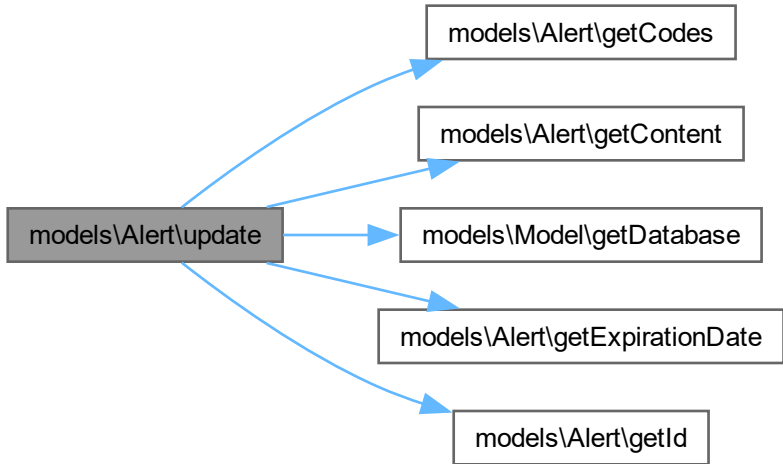 models\Alert\getCodes
models\Alert\getContent
models\Alert\update
models\Model\getDatabase
models\Alert\getExpirationDate
models\Alert\getId